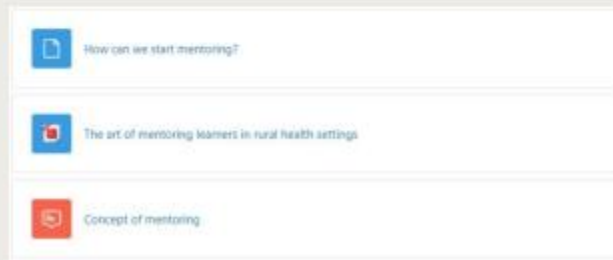 How can we start mentoring?
The art of mentoring learners in rural health settings
Concept of mentoring